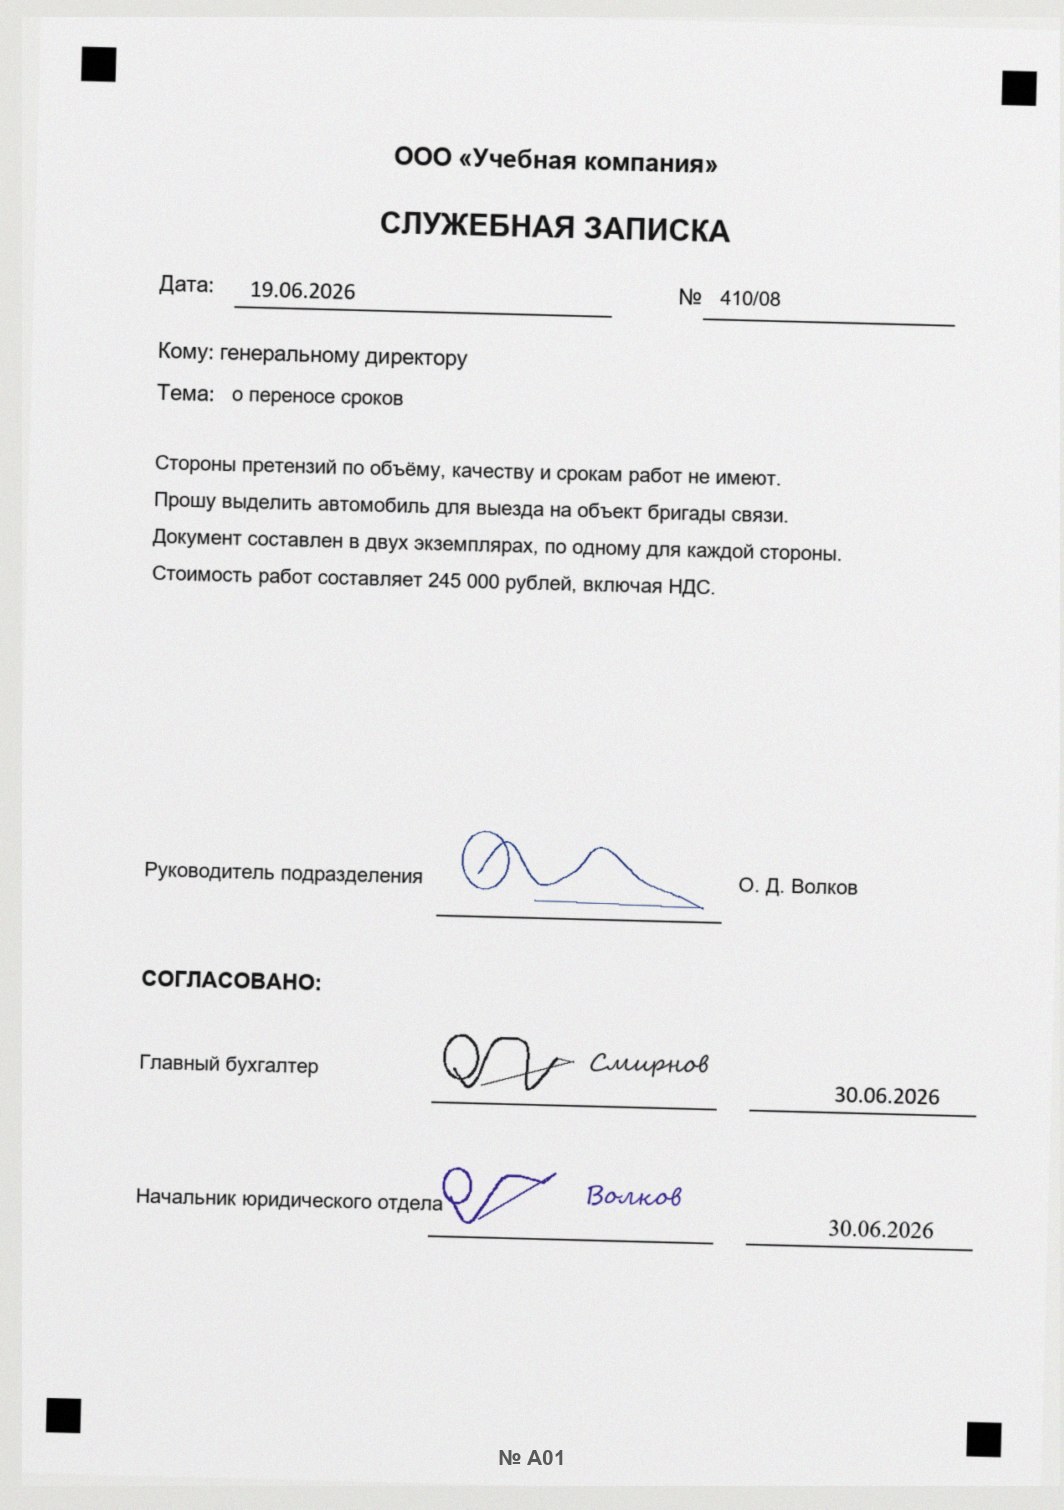 ООО «Учебная компания»
СЛУЖЕБНАЯ ЗАПИСКА
Дата: 19.06.2026 № 410/08
Кому: генеральному директору
Тема: о переносе сроков
Стороны претензий по объёму, качеству и срокам работ не имеют.
Прошу выделить автомобиль для выезда на объект бригады связи.
Документ составлен в двух экземплярах, по одному для каждой стороны.
Стоимость работ составляет 245 000 рублей, включая НДС.
Руководитель подразделения О. Д. Волков
СОГЛАСОВАНО:
Главный бухгалтер Смирнов 30.06.2026
Начальник юридического отдела Волков 30.06.2026
№ А01